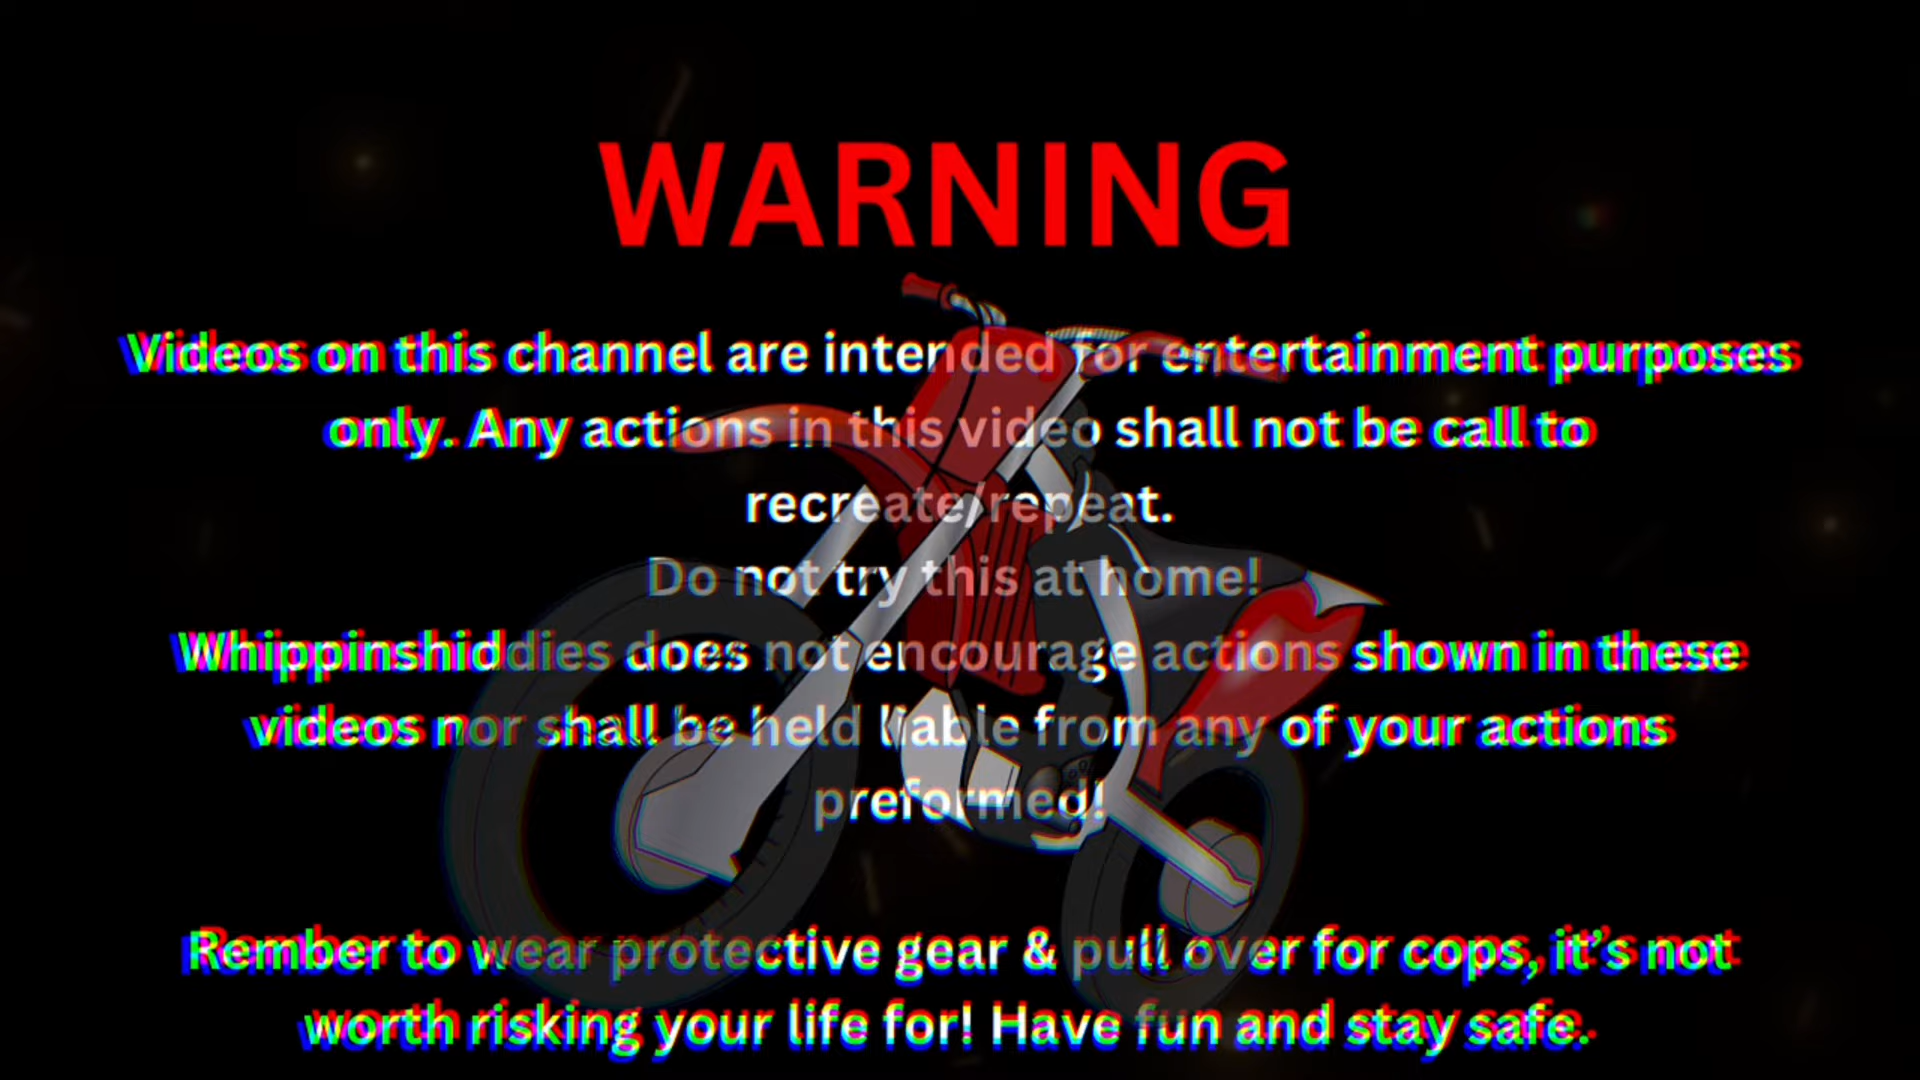 WARNING
Videos on this channel are intended for entertainment purposes
only. Any actions in this video shall not be call to
recreate/repeat.
Do not try this at home!
Whippinshiddies does not encourage actions shown in these
videos nor shall be held liable from any of your actions
preformed!
Rember to wear protective gear & pull over for cops, it’s not
worth risking your life for! Have fun and stay safe.